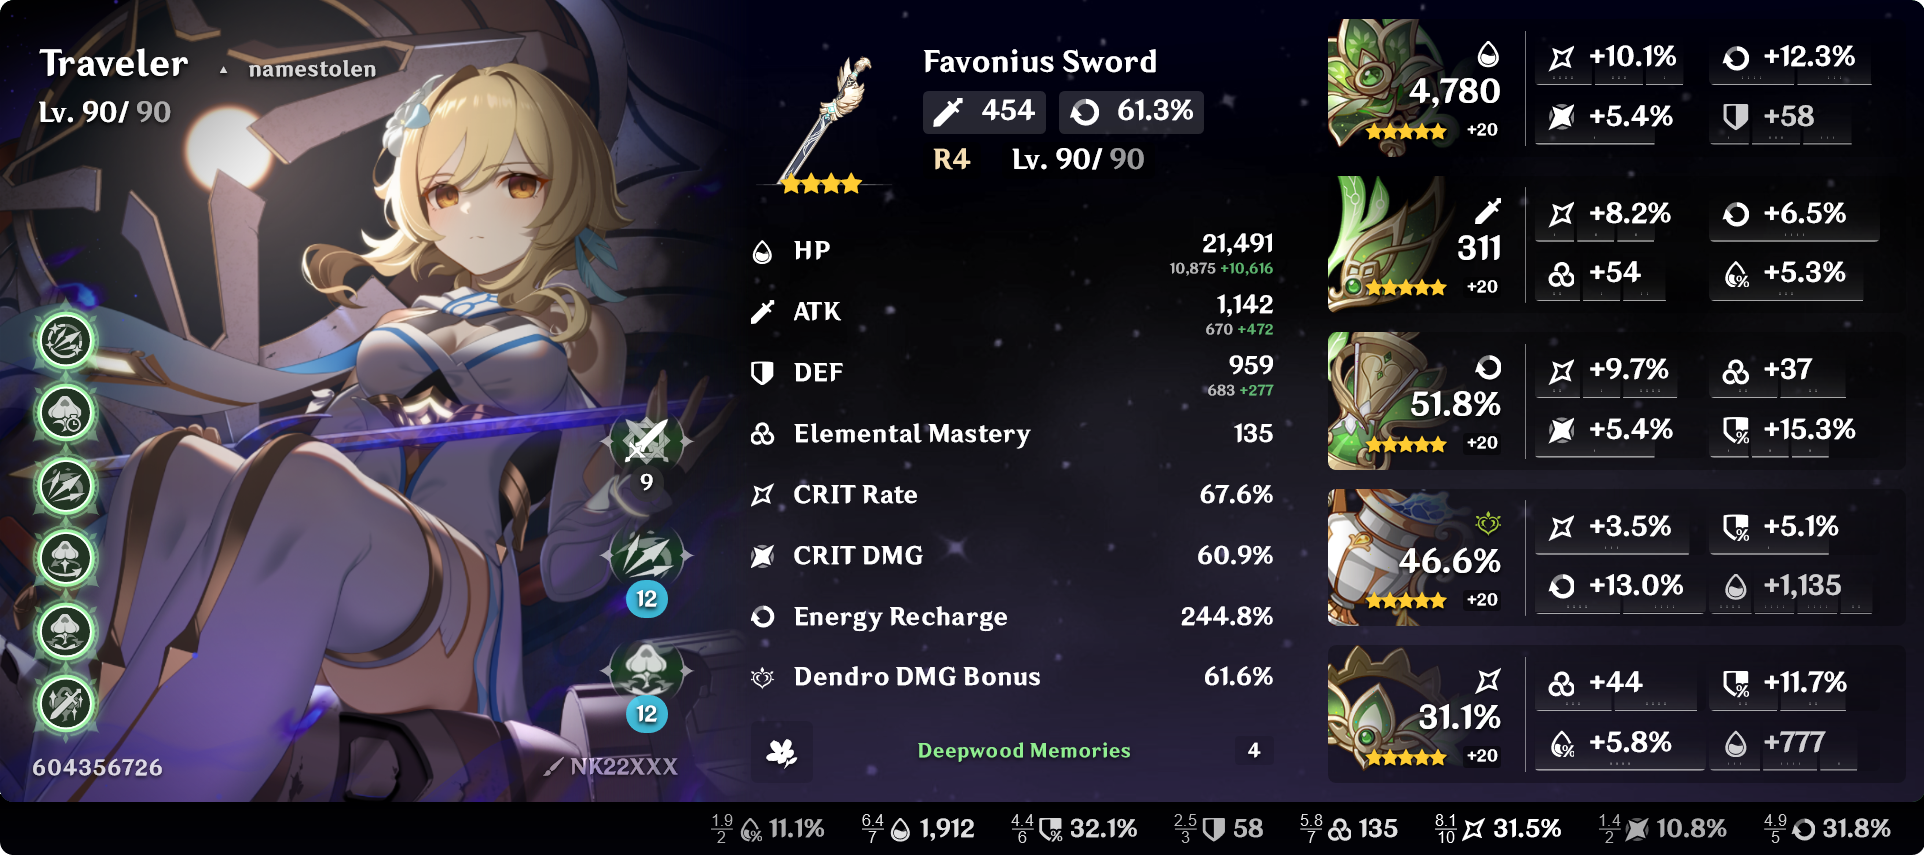 Traveler namestolen
Lv. 90/ 90
9
12
12
604356726
NK22XXX
Favonius Sword
454 61.3%
R4 Lv. 90/ 90
HP 21,491
10,875 +10,616
ATK 1,142
670 +472
DEF 959
683 +277
Elemental Mastery 135
CRIT Rate 67.6%
CRIT DMG 60.9%
Energy Recharge 244.8%
Dendro DMG Bonus 61.6%
Deepwood Memories 4
4,780
+20
+10.1% +12.3%
+5.4% +58
311
+20
+8.2% +6.5%
+54 +5.3%
51.8%
+20
+9.7% +37
+5.4% +15.3%
46.6%
+20
+3.5% +5.1%
+13.0% +1,135
31.1%
+20
+44 +11.7%
+5.8% +777
1.9/2 11.1% 6.4/7 1,912 4.4/6 32.1% 2.5/3 58 5.8/7 135 8.1/10 31.5% 1.4/2 10.8% 4.9/5 31.8%